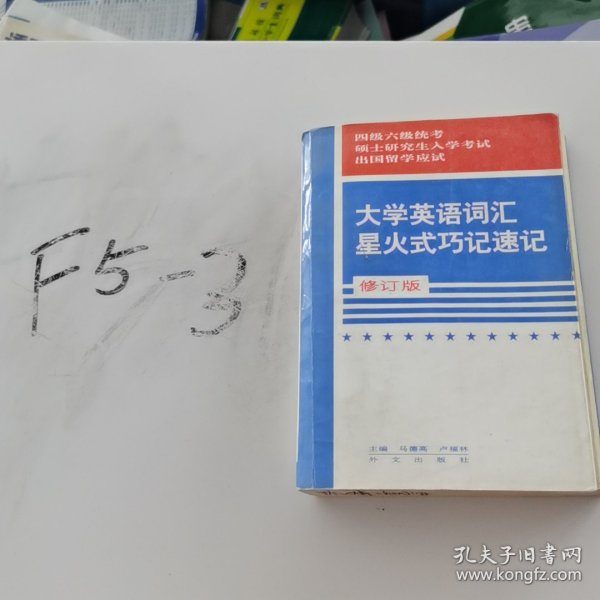 F5-3
四级六级统考
硕士研究生入学考试
出国留学应试
大学英语词汇
星火式巧记速记
修订版
★★★★★★★★★★★★★★★
主编 马德高 卢福林
外文出版社
孔夫子旧书网
www.kongfz.com